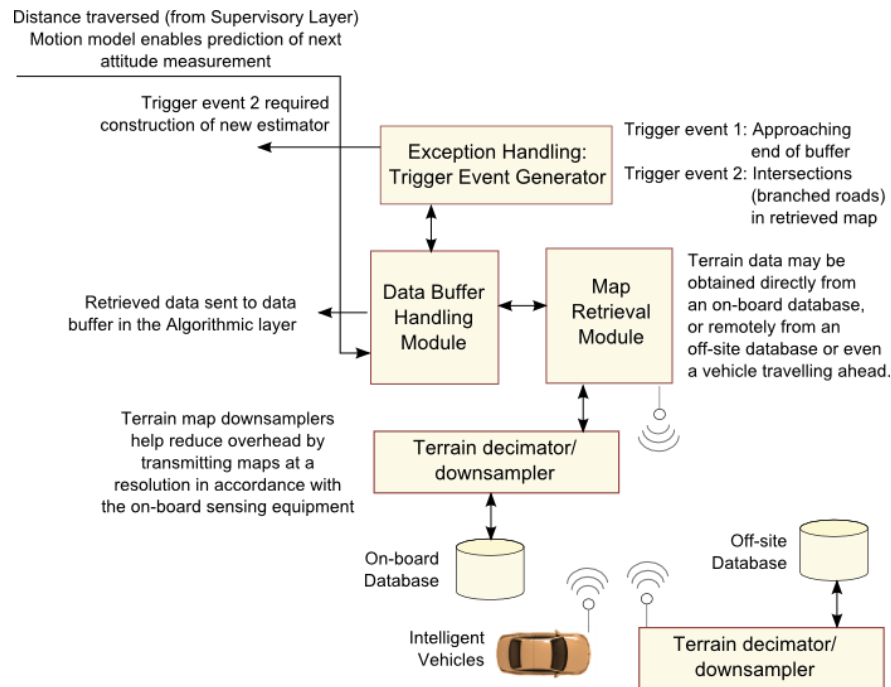 Distance traversed (from Supervisory Layer)
Motion model enables prediction of next
attitude measurement
Trigger event 2 required
construction of new estimator
Exception Handling:
Trigger Event Generator
Trigger event 1: Approaching
end of buffer
Trigger event 2: Intersections
(branched roads)
in retrieved map
Retrieved data sent to data
buffer in the Algorithmic layer
Data Buffer
Handling
Module
Map
Retrieval
Module
Terrain data may be
obtained directly from
an on-board database,
or remotely from an
off-site database or even
a vehicle travelling ahead.
Terrain map downsamplers
help reduce overhead by
transmitting maps at a
resolution in accordance with
the on-board sensing equipment
Terrain decimator/
downsampler
On-board
Database
Off-site
Database
Intelligent
Vehicles
Terrain decimator/
downsampler